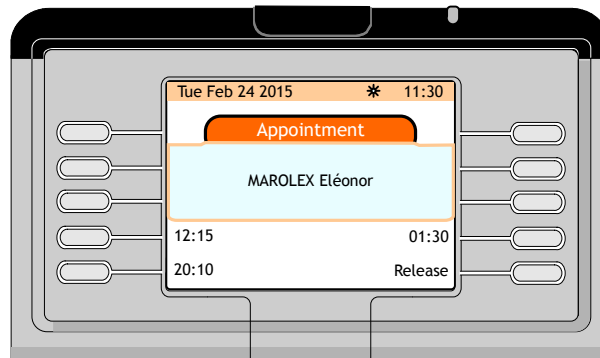 Tue Feb 24 2015 ☼ 11:30
Appointment
MAROLEX Eléonor
12:15 01:30
20:10 Release